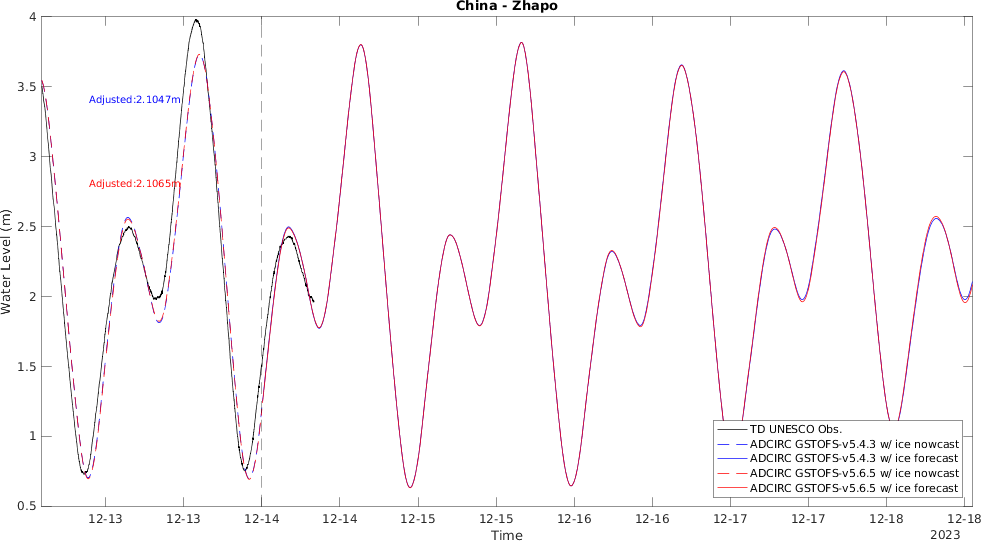 China - Zhapo
4
3.5
3
2.5
2
1.5
1
0.5
Water Level (m)
Adjusted:2.1047m
Adjusted:2.1065m
TD UNESCO Obs.
ADCIRC GSTOFS-v5.4.3 w/ ice nowcast
ADCIRC GSTOFS-v5.4.3 w/ ice forecast
ADCIRC GSTOFS-v5.6.5 w/ ice nowcast
ADCIRC GSTOFS-v5.6.5 w/ ice forecast
12-13 12-13 12-14 12-14 12-15 12-15 12-16 12-16 12-17 12-17 12-18 12-18
Time
2023